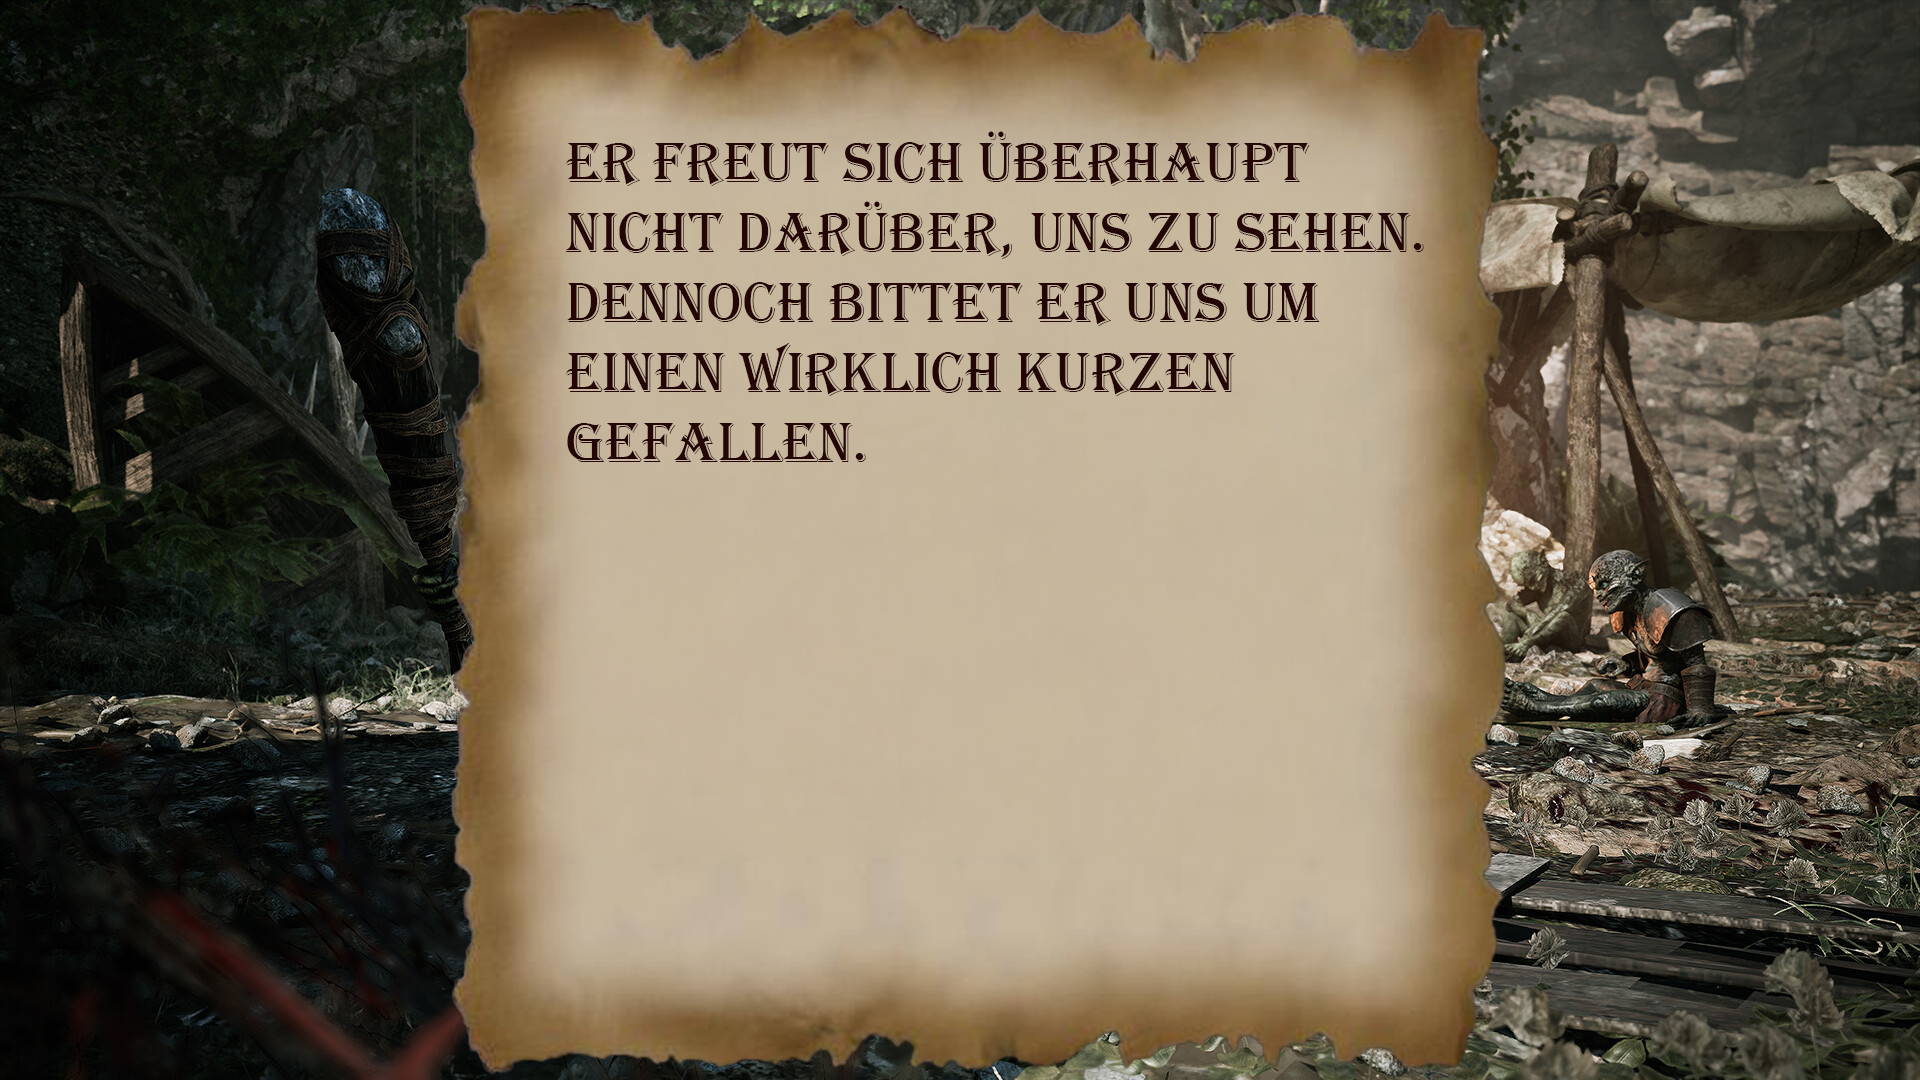 ER FREUT SICH ÜBERHAUPT
NICHT DARÜBER, UNS ZU SEHEN.
DENNOCH BITTET ER UNS UM
EINEN WIRKLICH KURZEN
GEFALLEN.